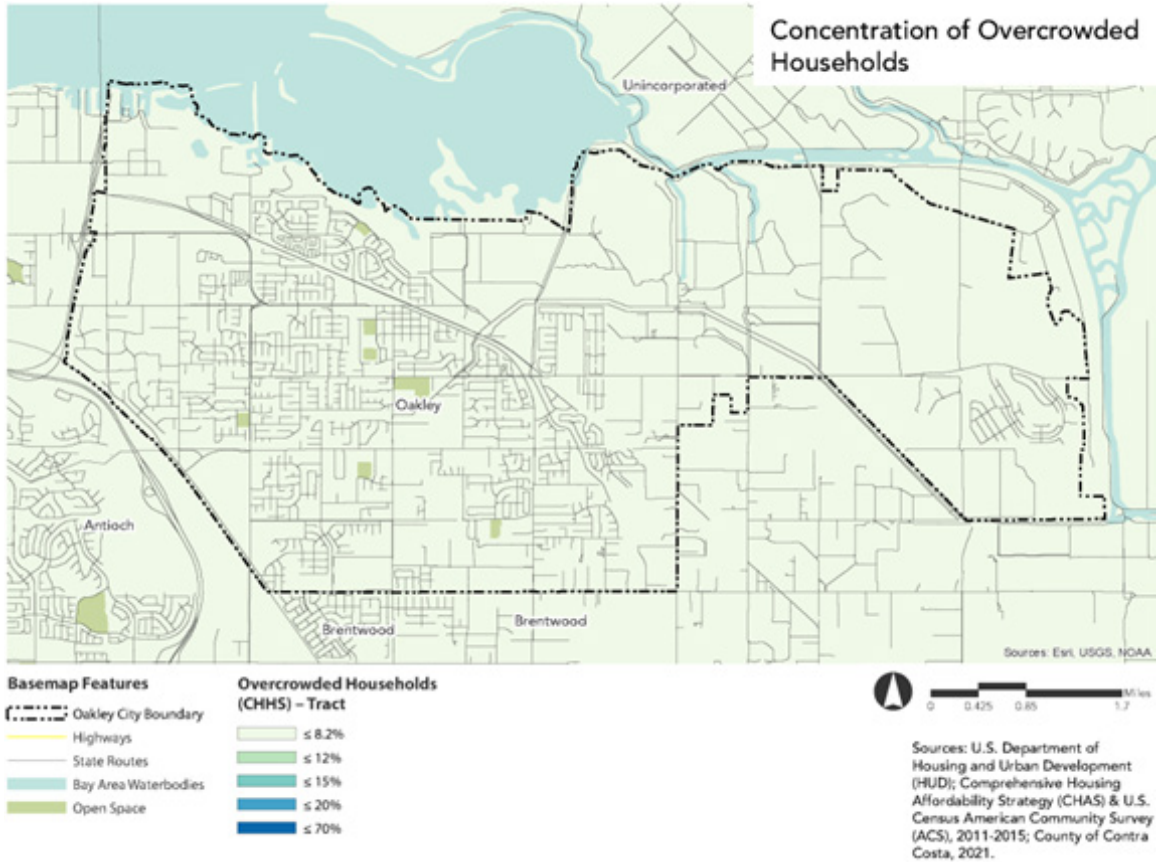 Concentration of Overcrowded
Households
Unincorporated
Oakley
Antioch
Brentwood
Brentwood
Sources: Esri, USGS, NOAA
Basemap Features
Oakley City Boundary
Highways
State Routes
Bay Area Waterbodies
Open Space
Overcrowded Households
(CHHS) – Tract
≤ 8.2%
≤ 12%
≤ 15%
≤ 20%
≤ 70%
Miles
0 0.425 0.85 1.7
Sources: U.S. Department of
Housing and Urban Development
(HUD); Comprehensive Housing
Affordability Strategy (CHAS) & U.S.
Census American Community Survey
(ACS), 2011-2015; County of Contra
Costa, 2021.